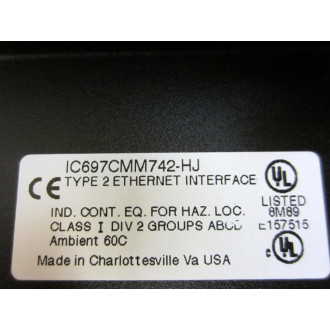 IC697CMM742-HJ
CE TYPE 2 ETHERNET INTERFACE
UL
IND. CONT. EQ. FOR HAZ. LOC.
LISTED
8M89
CLASS I DIV 2 GROUPS ABCD
E157515
Ambient 60C
c UL
Made in Charlottesville Va USA